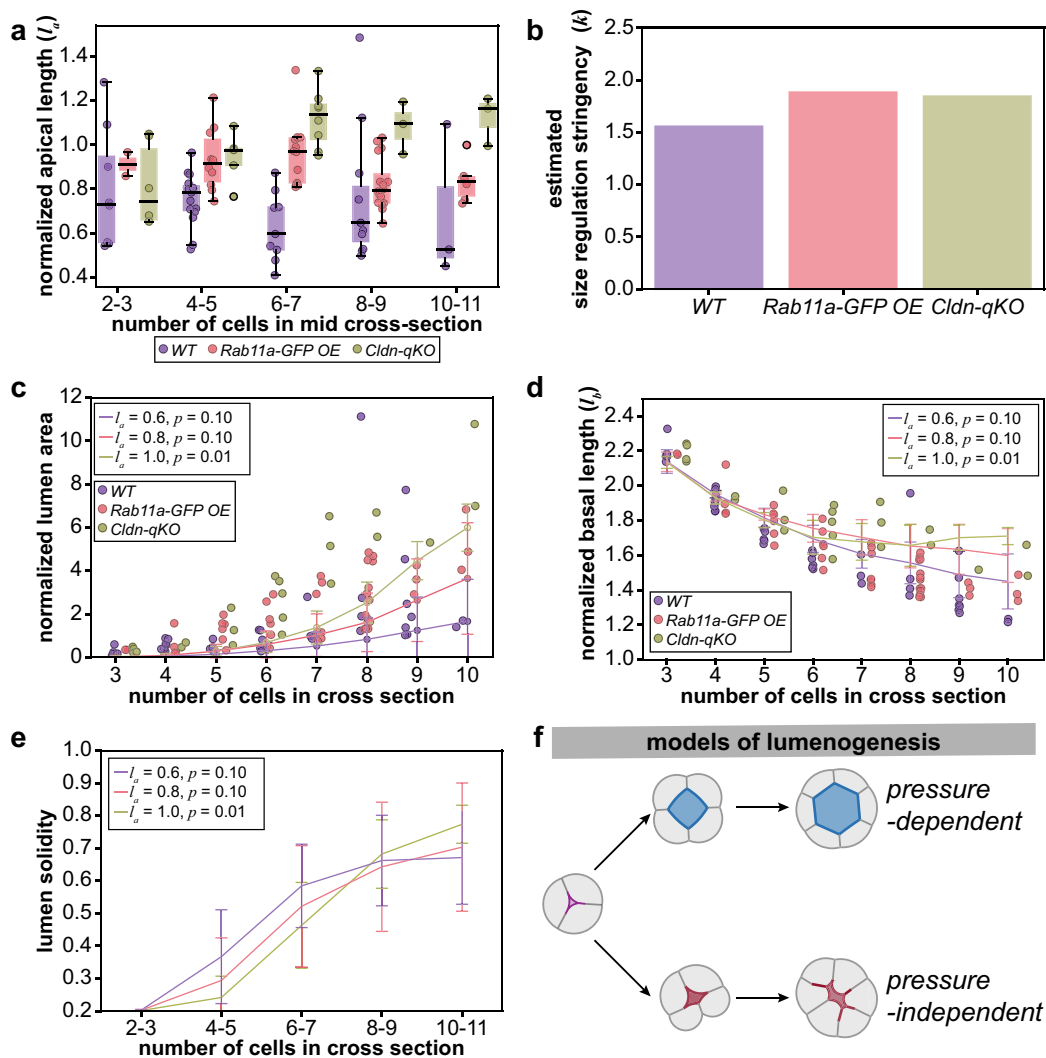 a
normalized apical length (lₐ)
1.4
1.2
1.0
0.8
0.6
0.4
2-3
4-5
6-7
8-9
10-11
number of cells in mid cross-section
WT
Rab11a-GFP OE
Cldn-qKO
b
estimated
size regulation stringency (k)
2.5
2.0
1.5
1.0
0.5
0.0
WT
Rab11a-GFP OE
Cldn-qKO
c
normalized lumen area
12
10
8
6
4
2
0
lₐ = 0.6, p = 0.10
lₐ = 0.8, p = 0.10
lₐ = 1.0, p = 0.01
WT
Rab11a-GFP OE
Cldn-qKO
3
4
5
6
7
8
9
10
number of cells in cross section
d
normalized basal length (l_b)
2.4
2.2
2.0
1.8
1.6
1.4
1.2
1.0
lₐ = 0.6, p = 0.10
lₐ = 0.8, p = 0.10
lₐ = 1.0, p = 0.01
WT
Rab11a-GFP OE
Cldn-qKO
3
4
5
6
7
8
9
10
number of cells in cross section
e
lumen solidity
1.0
0.9
0.8
0.7
0.6
0.5
0.4
0.3
0.2
lₐ = 0.6, p = 0.10
lₐ = 0.8, p = 0.10
lₐ = 1.0, p = 0.01
2-3
4-5
6-7
8-9
10-11
number of cells in cross section
f
models of lumenogenesis
pressure
-dependent
pressure
-independent